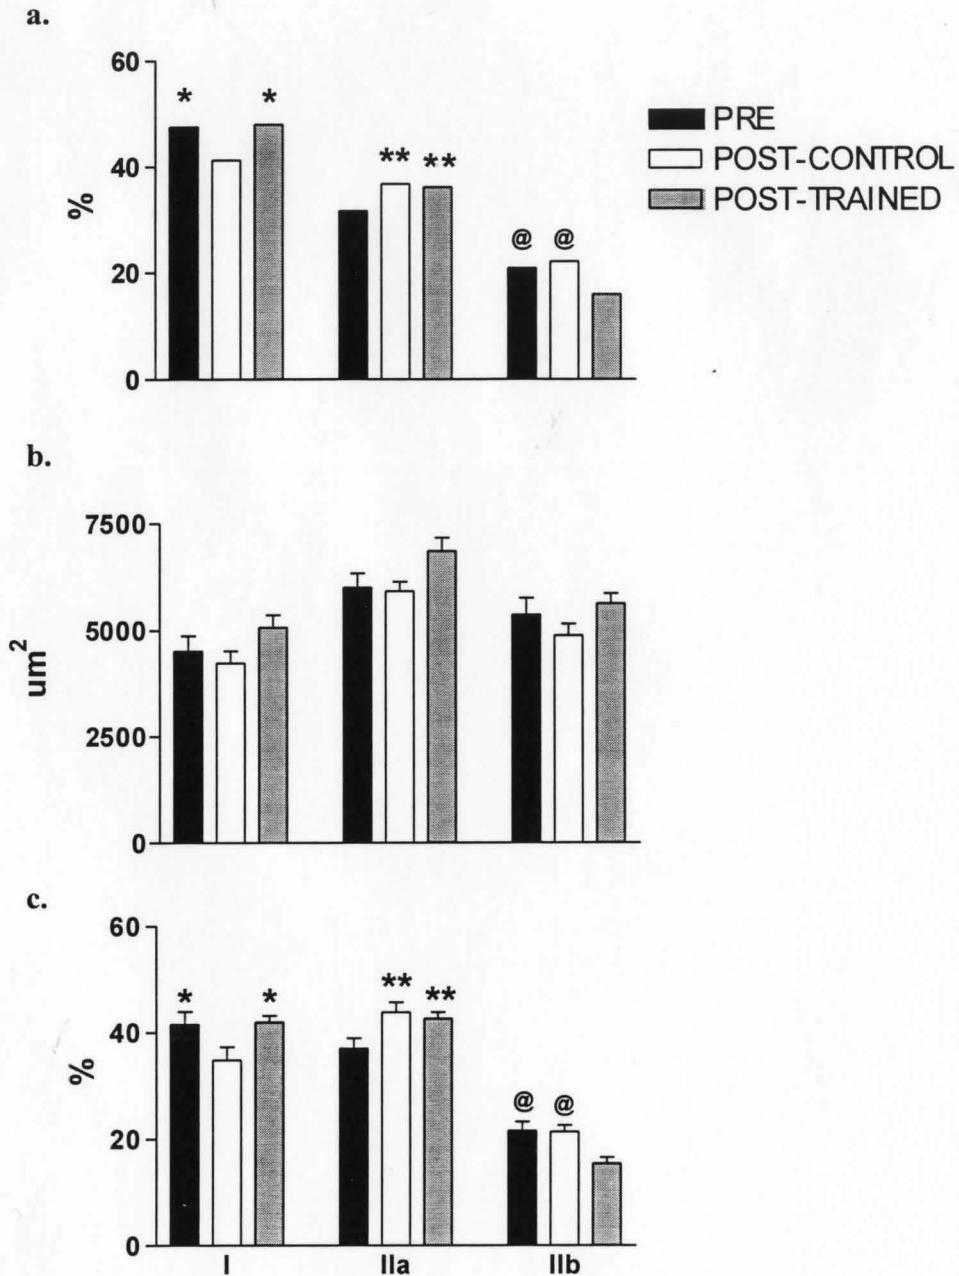 a.
60
40
20
0
%
* *
** **
@ @
PRE
POST-CONTROL
POST-TRAINED
b.
7500
5000
2500
0
um²
c.
60
40
20
0
%
* *
** **
@ @
I IIa IIb